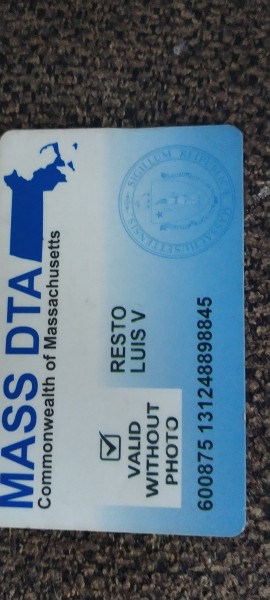 MASS DTA
Commonwealth of Massachusetts
RESTO
LUIS V
VALID
WITHOUT
PHOTO
600875 131248898845